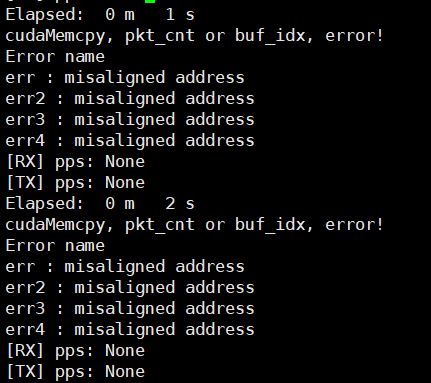 Elapsed:  0 m   1 s
cudaMemcpy, pkt_cnt or buf_idx, error!
Error name
err : misaligned address
err2 : misaligned address
err3 : misaligned address
err4 : misaligned address
[RX] pps: None
[TX] pps: None
Elapsed:  0 m   2 s
cudaMemcpy, pkt_cnt or buf_idx, error!
Error name
err : misaligned address
err2 : misaligned address
err3 : misaligned address
err4 : misaligned address
[RX] pps: None
[TX] pps: None